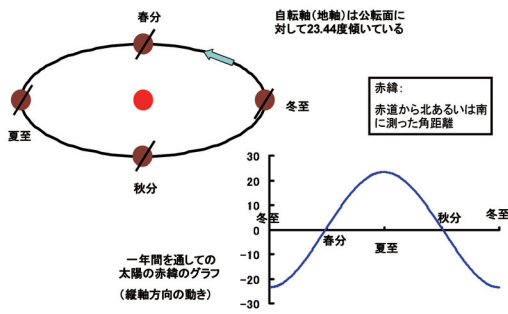 春分
自転軸(地軸)は公転面に
対して23.44度傾いている
冬至
夏至
秋分
赤緯:
赤道から北あるいは南
に測った角距離
30
20
10
0
-10
-20
-30
冬至
春分
夏至
秋分
冬至
一年間を通しての
太陽の赤緯のグラフ
(縦軸方向の動き)